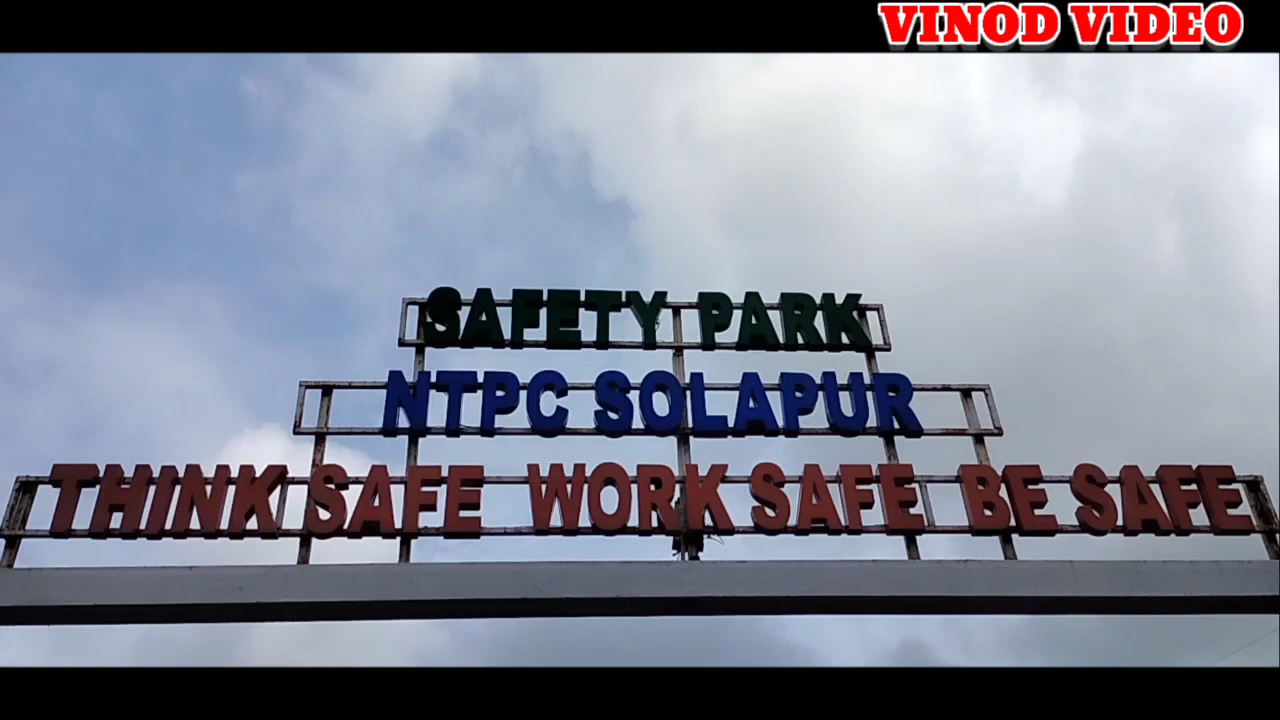 VINOD VIDEO
SAFETY PARK
NTPC SOLAPUR
THINK SAFE WORK SAFE BE SAFE